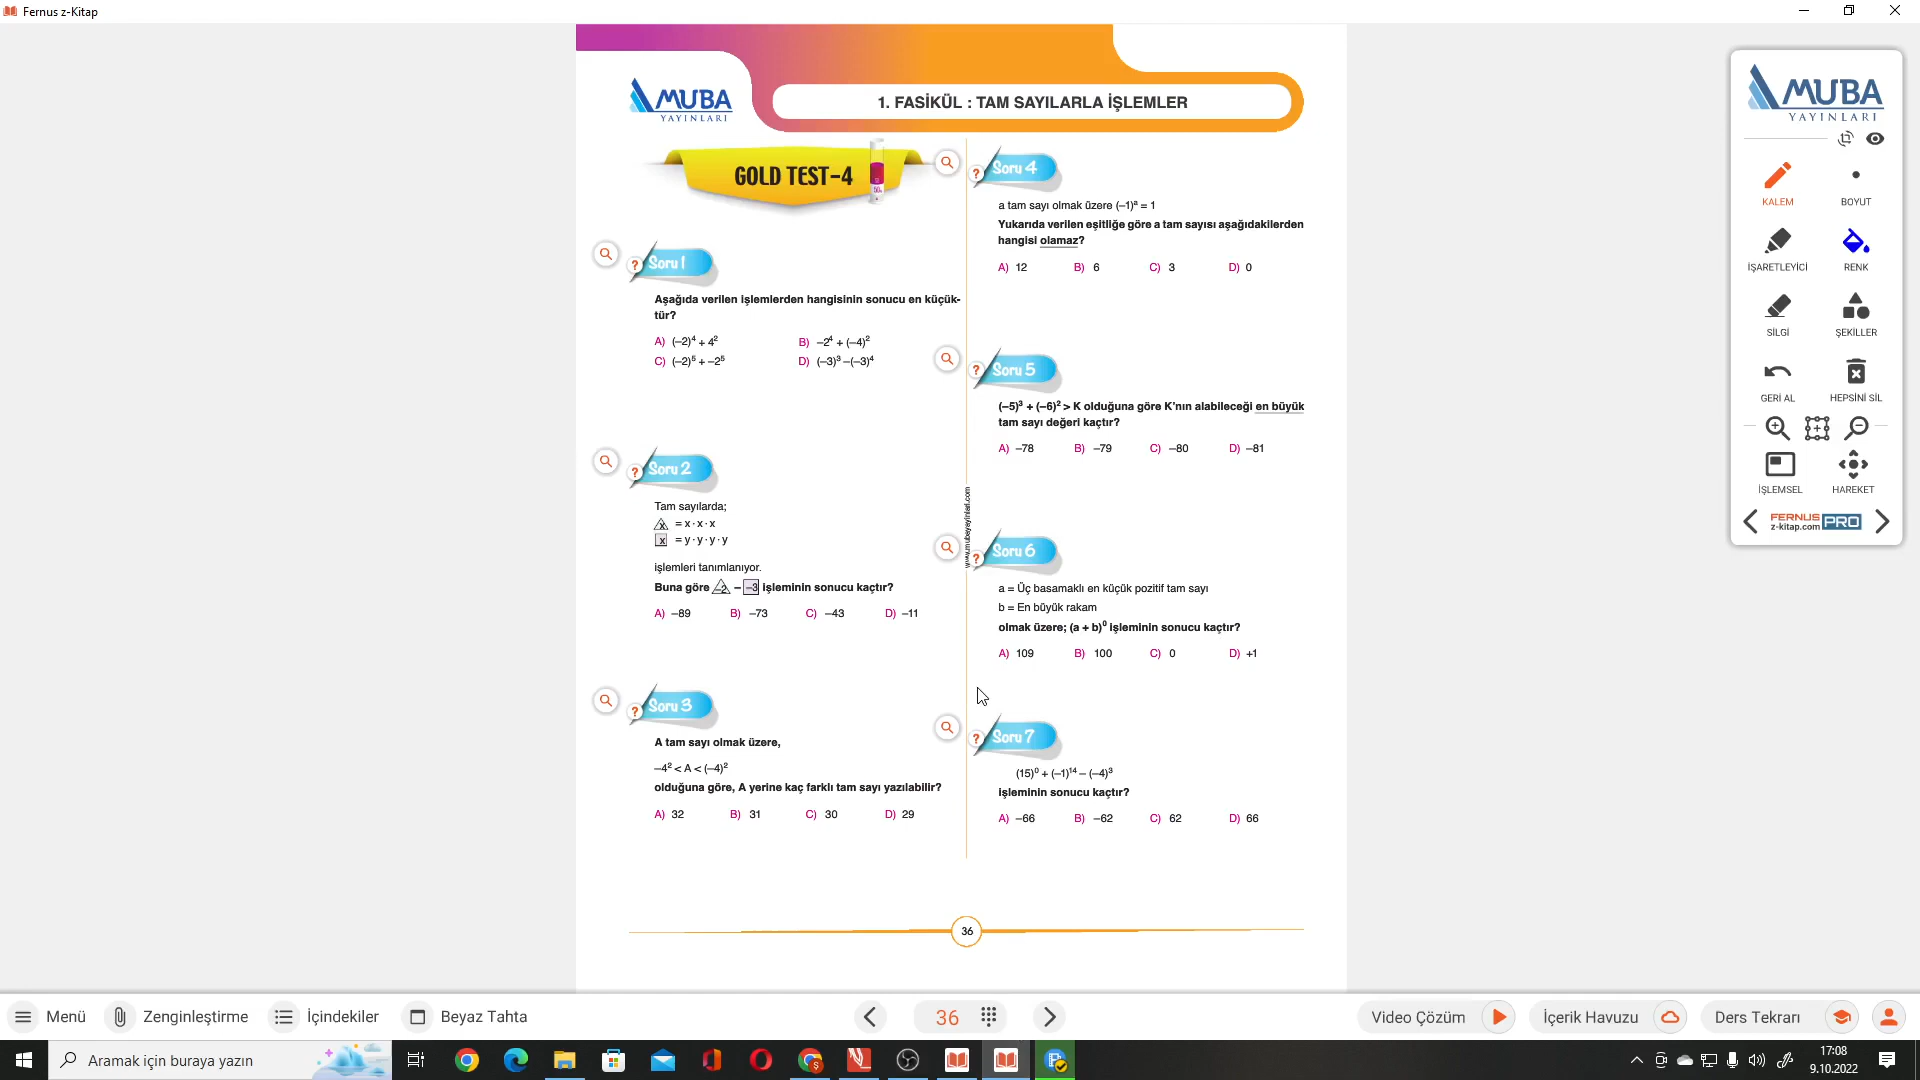 Fernus z-Kitap
MUBA
YAYINLARI
1. FASİKÜL : TAM SAYILARLA İŞLEMLER
GOLD TEST-4
Soru 1
Aşağıda verilen işlemlerden hangisinin sonucu en küçük-
tür?
A) (–2)⁴ + 4² B) –2⁴ + (–4)²
C) (–2)⁵ + –2⁵ D) (–3)³ –(–3)⁴
Soru 2
Tam sayılarda;
x = x · x · x
x = y · y · y · y
işlemleri tanımlanıyor.
Buna göre –2 – –3 işleminin sonucu kaçtır?
A) –89 B) –73 C) –43 D) –11
Soru 3
A tam sayı olmak üzere,
–4² < A < (–4)²
olduğuna göre, A yerine kaç farklı tam sayı yazılabilir?
A) 32 B) 31 C) 30 D) 29
www.mubayayinlari.com
Soru 4
a tam sayı olmak üzere (–1)ᵃ = 1
Yukarıda verilen eşitliğe göre a tam sayısı aşağıdakilerden
hangisi olamaz?
A) 12 B) 6 C) 3 D) 0
Soru 5
(–5)³ + (–6)² > K olduğuna göre K'nın alabileceği en büyük
tam sayı değeri kaçtır?
A) –78 B) –79 C) –80 D) –81
Soru 6
a = Üç basamaklı en küçük pozitif tam sayı
b = En büyük rakam
olmak üzere; (a + b)⁰ işleminin sonucu kaçtır?
A) 109 B) 100 C) 0 D) +1
Soru 7
(15)⁰ + (–1)¹⁴ – (–4)³
işleminin sonucu kaçtır?
A) –66 B) –62 C) 62 D) 66
36
MUBA
YAYINLARI
KALEM BOYUT
İŞARETLEYİCİ RENK
SİLGİ ŞEKİLLER
GERİ AL HEPSİNİ SİL
İŞLEMSEL HAREKET
FERNUS PRO
z-kitap.com
Menü Zenginleştirme İçindekiler Beyaz Tahta 36 Video Çözüm İçerik Havuzu Ders Tekrarı
Aramak için buraya yazın
17:08
9.10.2022